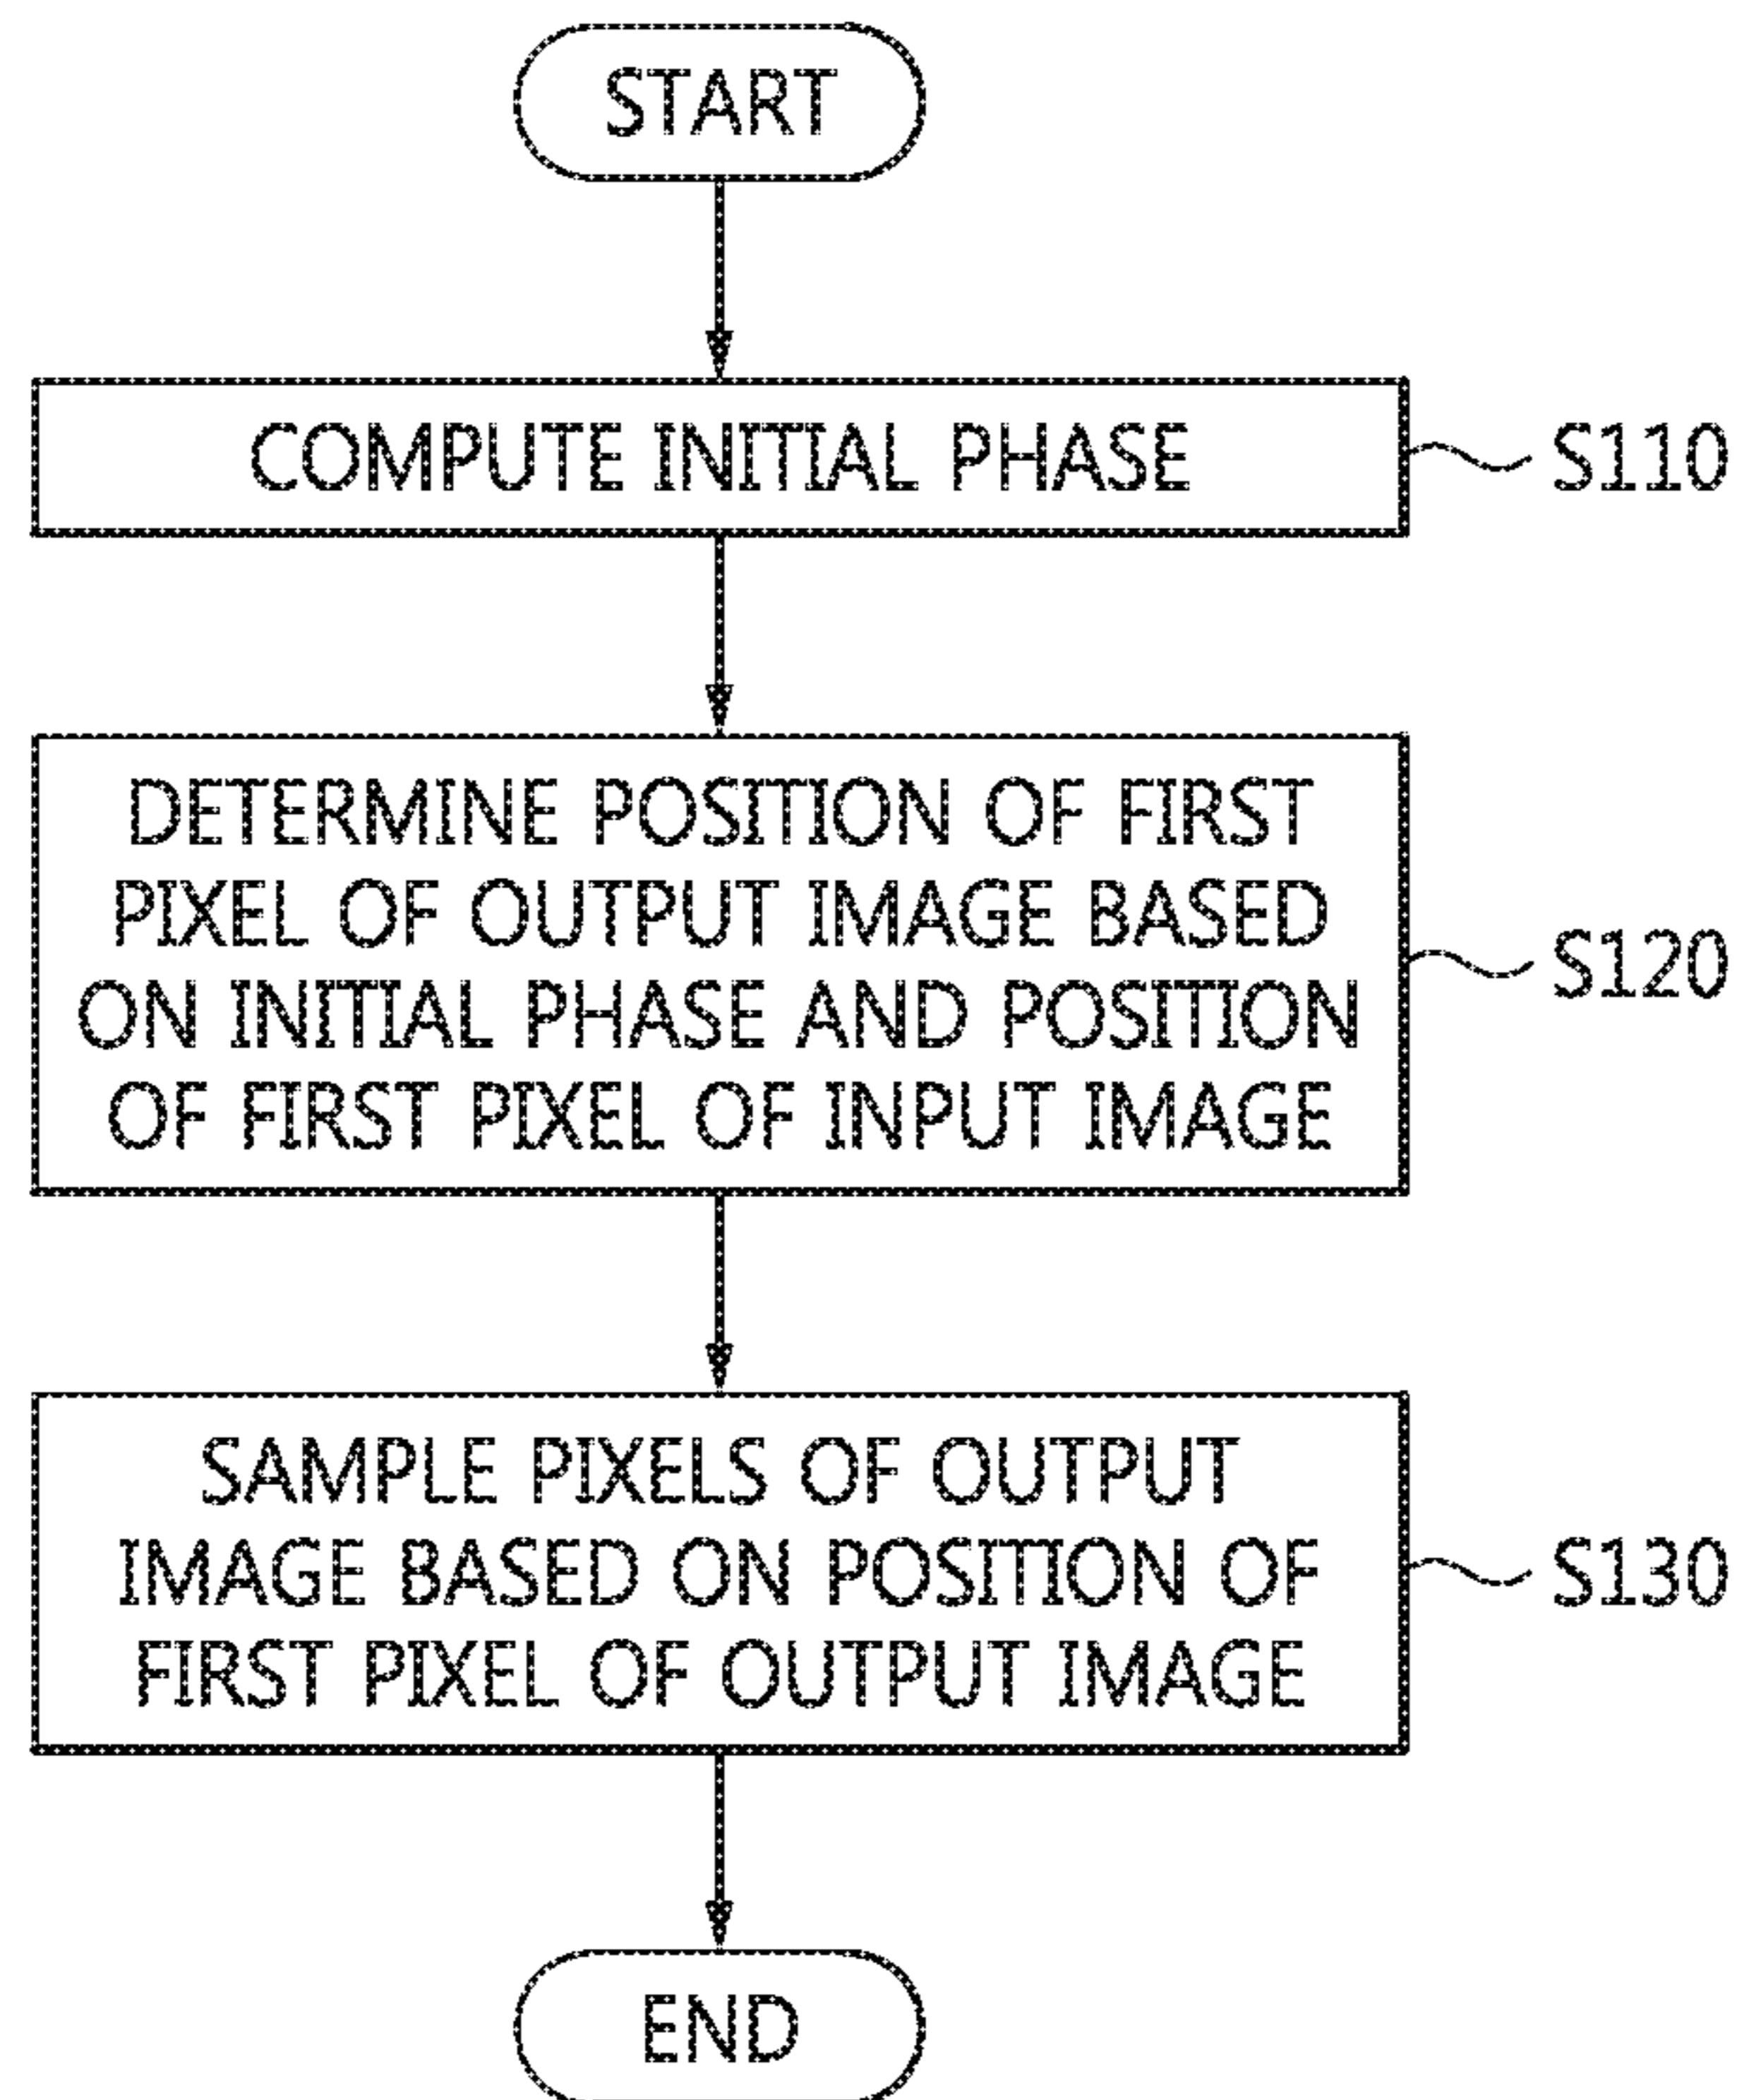 START
COMPUTE INITIAL PHASE
S110
DETERMINE POSITION OF FIRST
PIXEL OF OUTPUT IMAGE BASED
ON INITIAL PHASE AND POSITION
OF FIRST PIXEL OF INPUT IMAGE
S120
SAMPLE PIXELS OF OUTPUT
IMAGE BASED ON POSITION OF
FIRST PIXEL OF OUTPUT IMAGE
S130
END